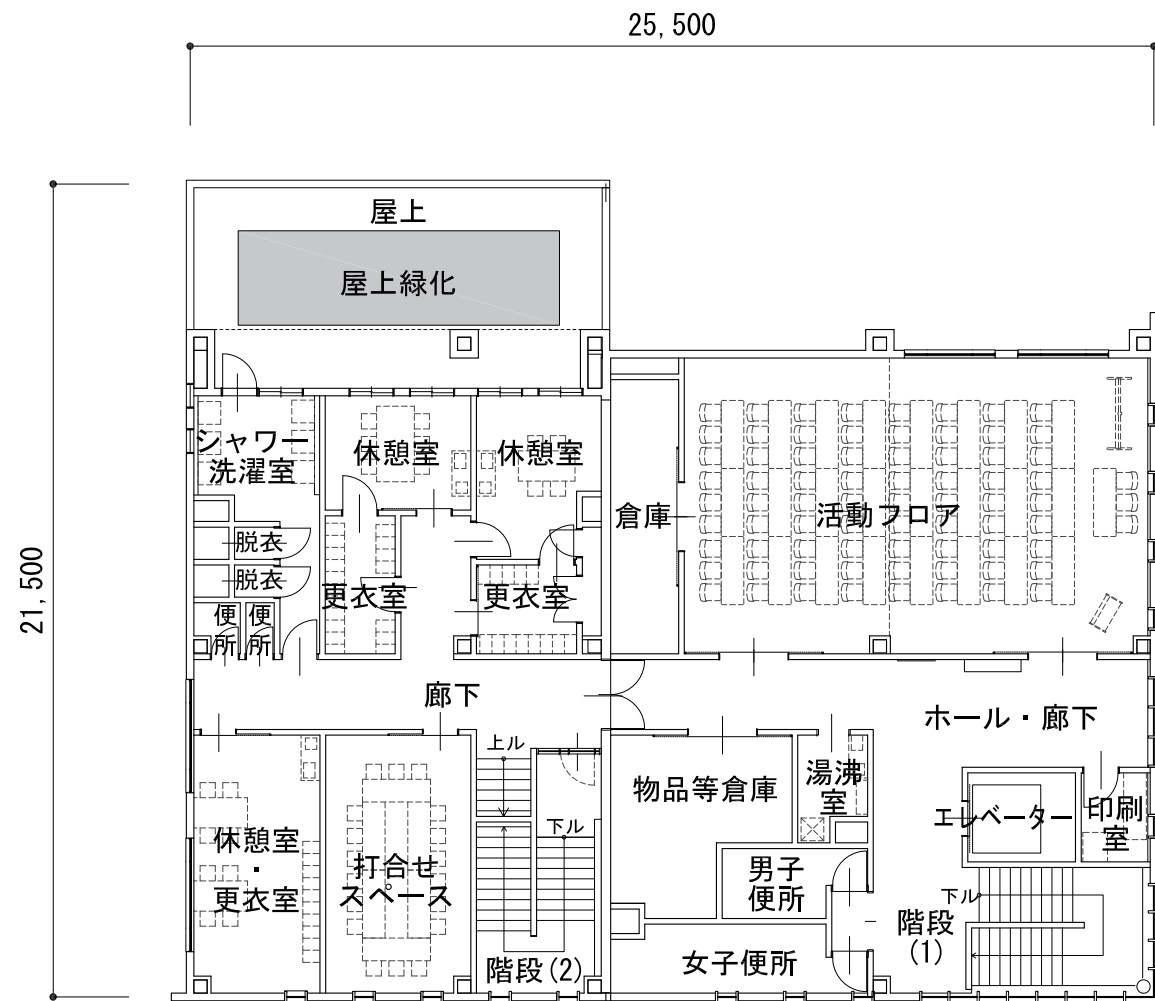 25,500
21,500
屋上
屋上緑化
シャワー
洗濯室
休憩室
休憩室
倉庫
活動フロア
脱衣
脱衣
更衣室
更衣室
便
所
便
所
廊下
ホール・廊下
上ル
下ル
物品等倉庫
湯沸
室
エレベーター
印刷
室
休憩室
・
更衣室
打合せ
スペース
男子
便所
下ル
階段
(1)
階段(2)
女子便所